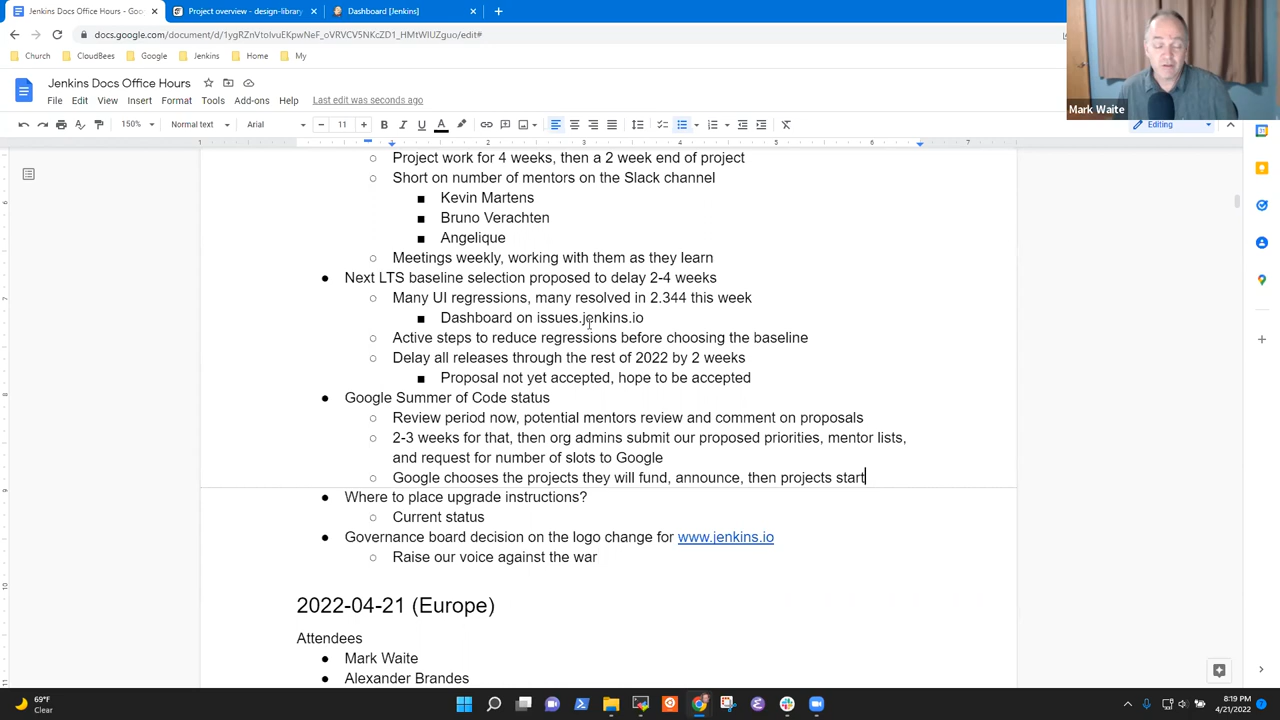 Jenkins Docs Office Hours - Goo
Project overview - design-library
Dashboard [Jenkins]
docs.google.com/document/d/1ygRZnVtoIvuEKpwNeF_oVRVCV5NKcZD1_HMtWIUZguo/edit#
Church
CloudBees
Google
Jenkins
Home
My
Jenkins Docs Office Hours
File Edit View Insert Format Tools Add-ons Help Last edit was seconds ago
150% Normal text Arial 11 Editing
Mark Waite
1 1 2 3 4 5 6 7
Project work for 4 weeks, then a 2 week end of project
Short on number of mentors on the Slack channel
Kevin Martens
Bruno Verachten
Angelique
Meetings weekly, working with them as they learn
Next LTS baseline selection proposed to delay 2-4 weeks
Many UI regressions, many resolved in 2.344 this week
Dashboard on issues.jenkins.io
Active steps to reduce regressions before choosing the baseline
Delay all releases through the rest of 2022 by 2 weeks
Proposal not yet accepted, hope to be accepted
Google Summer of Code status
Review period now, potential mentors review and comment on proposals
2-3 weeks for that, then org admins submit our proposed priorities, mentor lists,
and request for number of slots to Google
Google chooses the projects they will fund, announce, then projects start
Where to place upgrade instructions?
Current status
Governance board decision on the logo change for www.jenkins.io
Raise our voice against the war
2022-04-21 (Europe)
Attendees
Mark Waite
Alexander Brandes
69°F
Clear
8:19 PM
4/21/2022